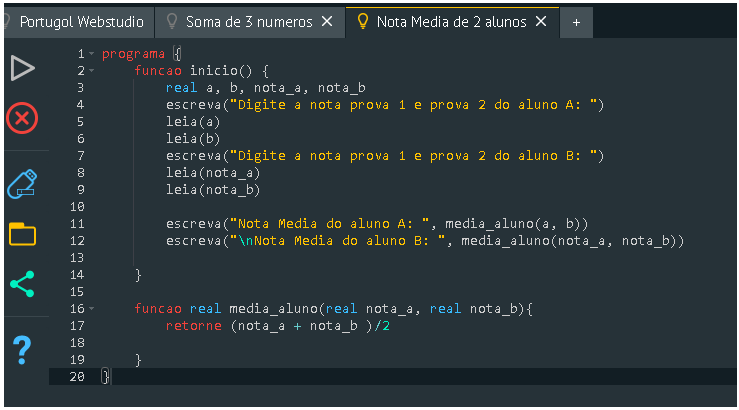 Portugol Webstudio Soma de 3 numeros × Nota Media de 2 alunos × +
1 programa {
2 funcao inicio() {
3 real a, b, nota_a, nota_b
4 escreva("Digite a nota prova 1 e prova 2 do aluno A: ")
5 leia(a)
6 leia(b)
7 escreva("Digite a nota prova 1 e prova 2 do aluno B: ")
8 leia(nota_a)
9 leia(nota_b)
10
11 escreva("Nota Media do aluno A: ", media_aluno(a, b))
12 escreva("\nNota Media do aluno B: ", media_aluno(nota_a, nota_b))
13
14 }
15
16 funcao real media_aluno(real nota_a, real nota_b){
17 retorne (nota_a + nota_b )/2
18
19 }
20 }
?